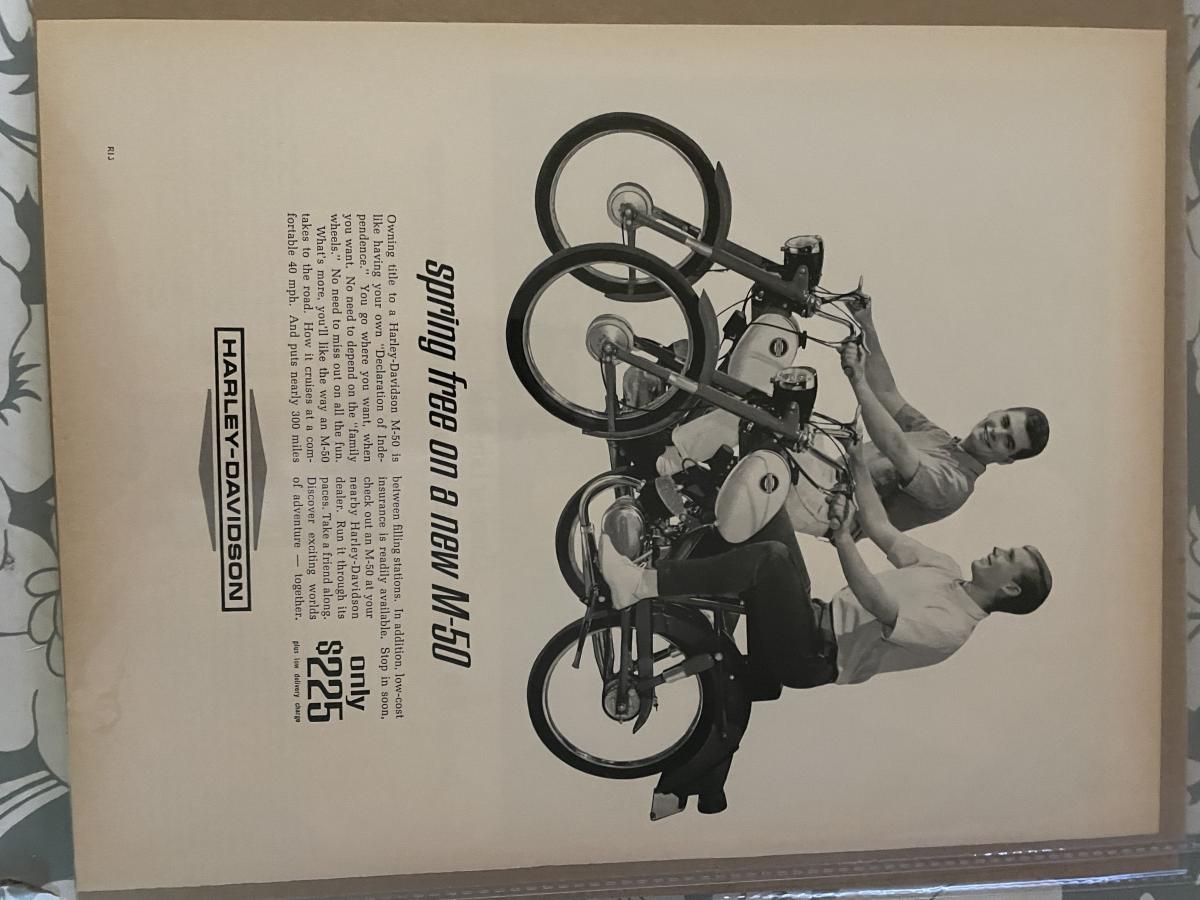 spring free on a new M-50
Owning title to a Harley-Davidson M-50 is
like having your own "Declaration of Inde-
pendence." You go where you want, when
you want. No need to depend on the "family
wheels." No need to miss out on all the fun.
What's more, you'll like the way an M-50
takes to the road. How it cruises at a com-
fortable 40 mph. And puts nearly 300 miles
between filling stations. In addition, low-cost
insurance is readily available. Stop in soon,
check out an M-50 at your
nearby Harley-Davidson
dealer. Run it through its
paces. Take a friend along.
Discover exciting worlds
of adventure — together.
only
$225
plus low delivery charge
HARLEY-DAVIDSON